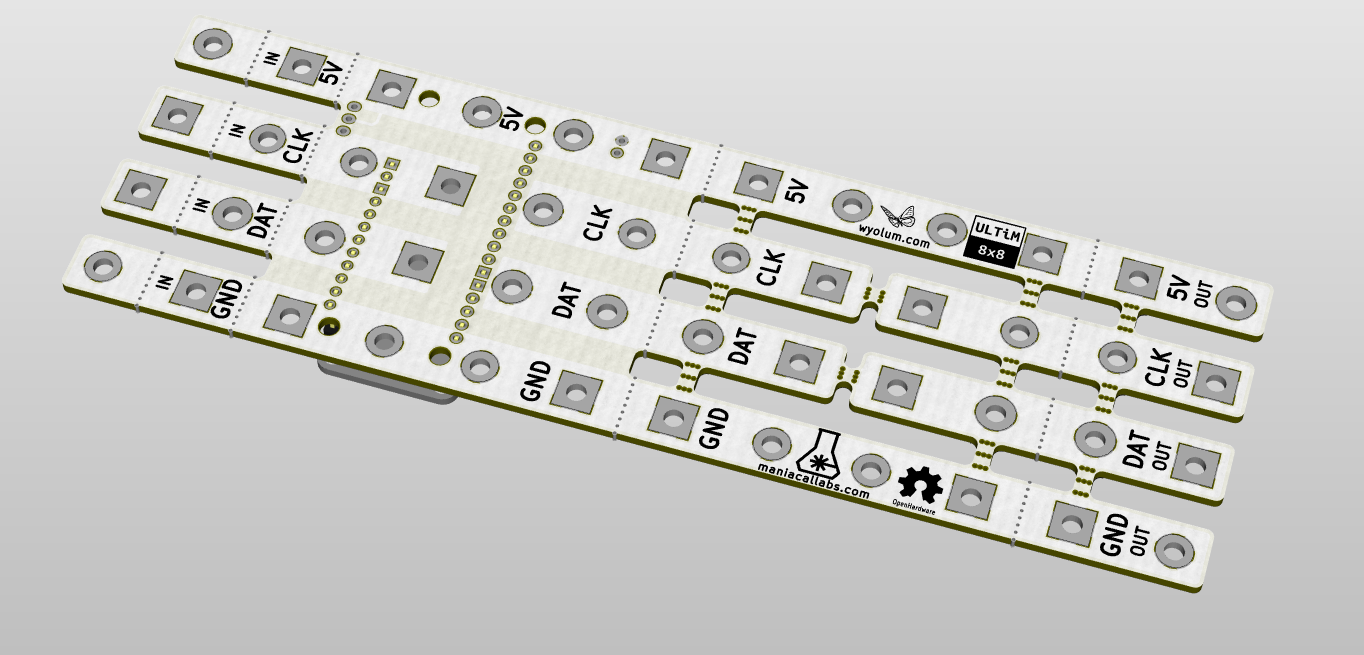 IN
5V
5V
5V
wyolum.com
ULTiM
8x8
5V
OUT
IN
CLK
CLK
CLK
CLK
OUT
IN
DAT
DAT
DAT
DAT
OUT
IN
GND
GND
GND
maniacallabs.com
OpenHardware
GND
OUT